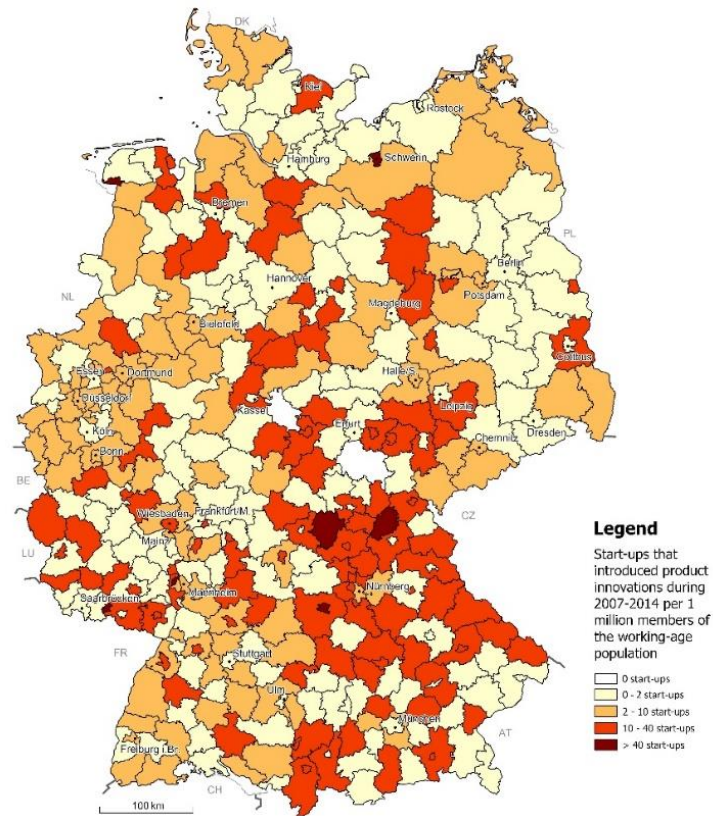 DK
Kiel
Rostock
Hamburg
Schwerin
Bremen
PL
Berlin
Hannover
NL
Magdeburg
Potsdam
Bielefeld
Cottbus
Essen
Dortmund
Halle/S.
Düsseldorf
Leipzig
Kassel
Köln
Erfurt
Dresden
Chemnitz
Bonn
BE
Wiesbaden
Frankfurt/M.
CZ
Mainz
LU
Nürnberg
Mannheim
Saarbrücken
FR
Stuttgart
Ulm
München
AT
Freiburg i.Br.
CH
100 km
Legend
Start-ups that
introduced product
innovations during
2007-2014 per 1
million members of
the working-age
population
0 start-ups
0 - 2 start-ups
2 - 10 start-ups
10 - 40 start-ups
> 40 start-ups